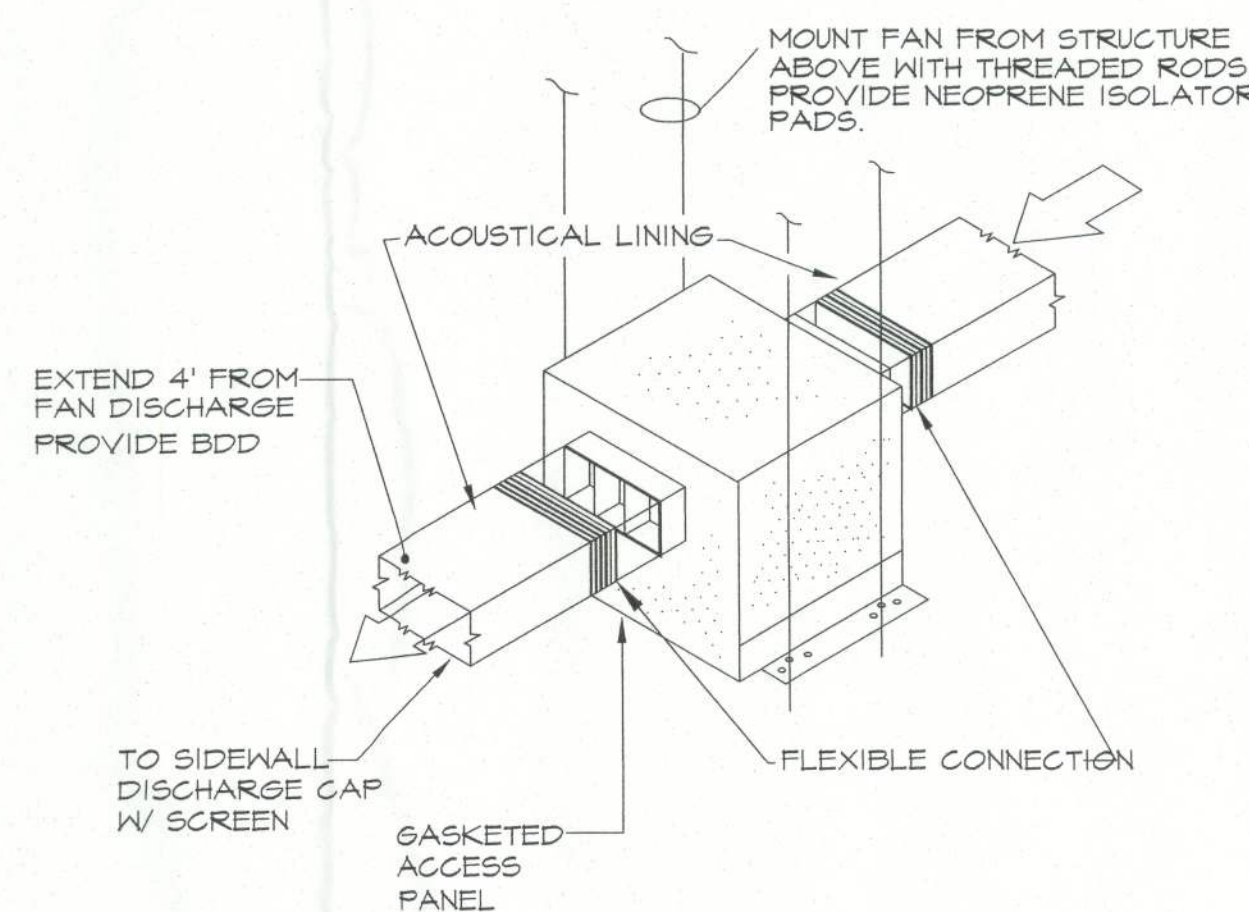 MOUNT FAN FROM STRUCTURE
ABOVE WITH THREADED RODS
PROVIDE NEOPRENE ISOLATOR
PADS.
ACOUSTICAL LINING
EXTEND 4' FROM
FAN DISCHARGE
PROVIDE BDD
TO SIDEWALL
DISCHARGE CAP
W/ SCREEN
GASKETED
ACCESS
PANEL
FLEXIBLE CONNECTION